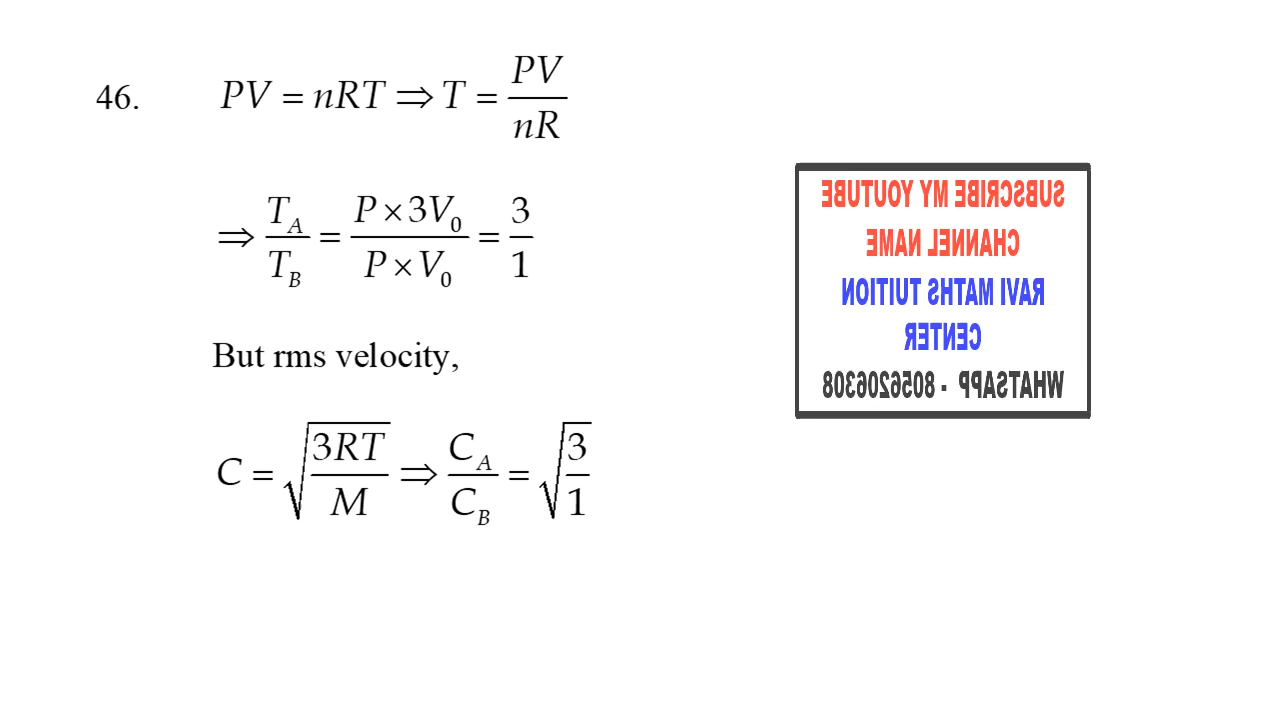 46. PV = nRT ⇒ T = PV/nR
⇒ T_A/T_B = P × 3V_0/P × V_0 = 3/1
But rms velocity,
C = √(3RT/M) ⇒ C_A/C_B = √(3/1)
SUBSCRIBE MY YOUTUBE
CHANNEL NAME
RAVI MATHS TUITION
CENTER
WHATSAPP - 8056206308